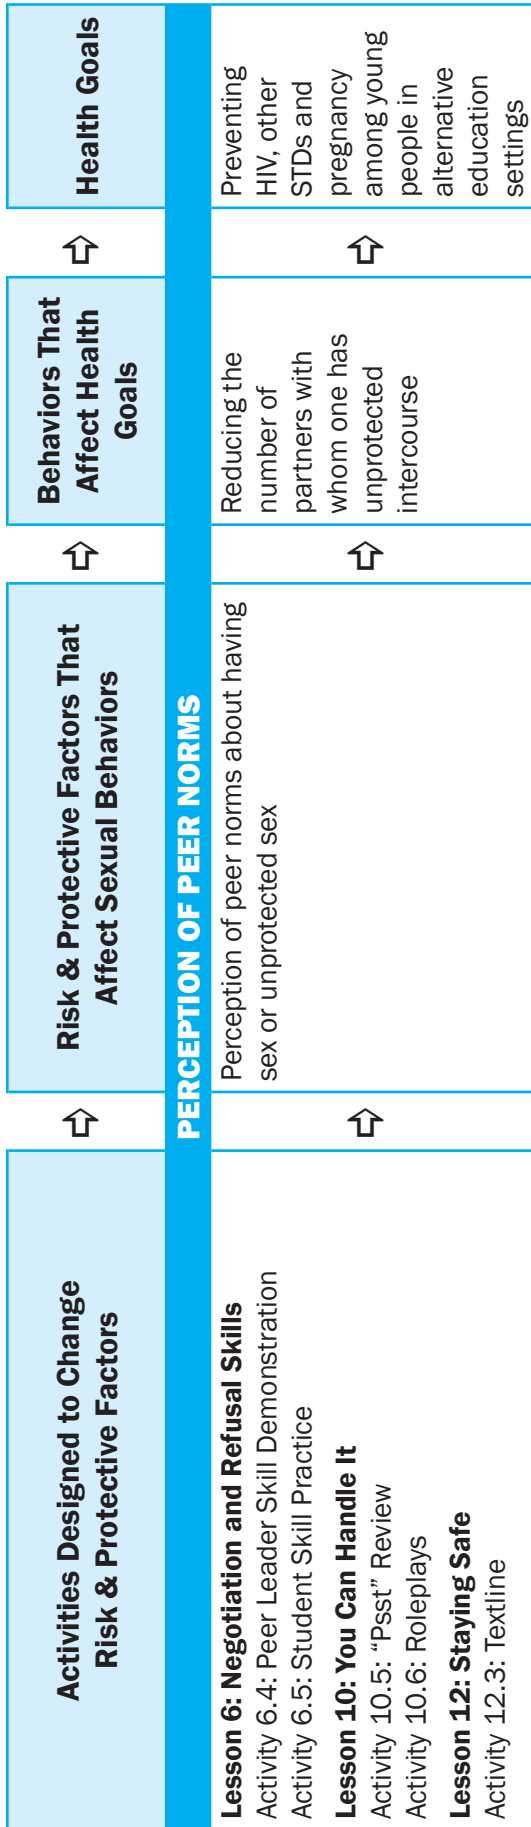 Activities Designed to Change
Risk & Protective Factors
Risk & Protective Factors That
Affect Sexual Behaviors
Behaviors That
Affect Health
Goals
Health Goals
PERCEPTION OF PEER NORMS
Lesson 6: Negotiation and Refusal Skills
Activity 6.4: Peer Leader Skill Demonstration
Activity 6.5: Student Skill Practice
Lesson 10: You Can Handle It
Activity 10.5: “Psst” Review
Activity 10.6: Roleplays
Lesson 12: Staying Safe
Activity 12.3: Textline
Perception of peer norms about having
sex or unprotected sex
Reducing the
number of
partners with
whom one has
unprotected
intercourse
Preventing
HIV, other
STDs and
pregnancy
among young
people in
alternative
education
settings